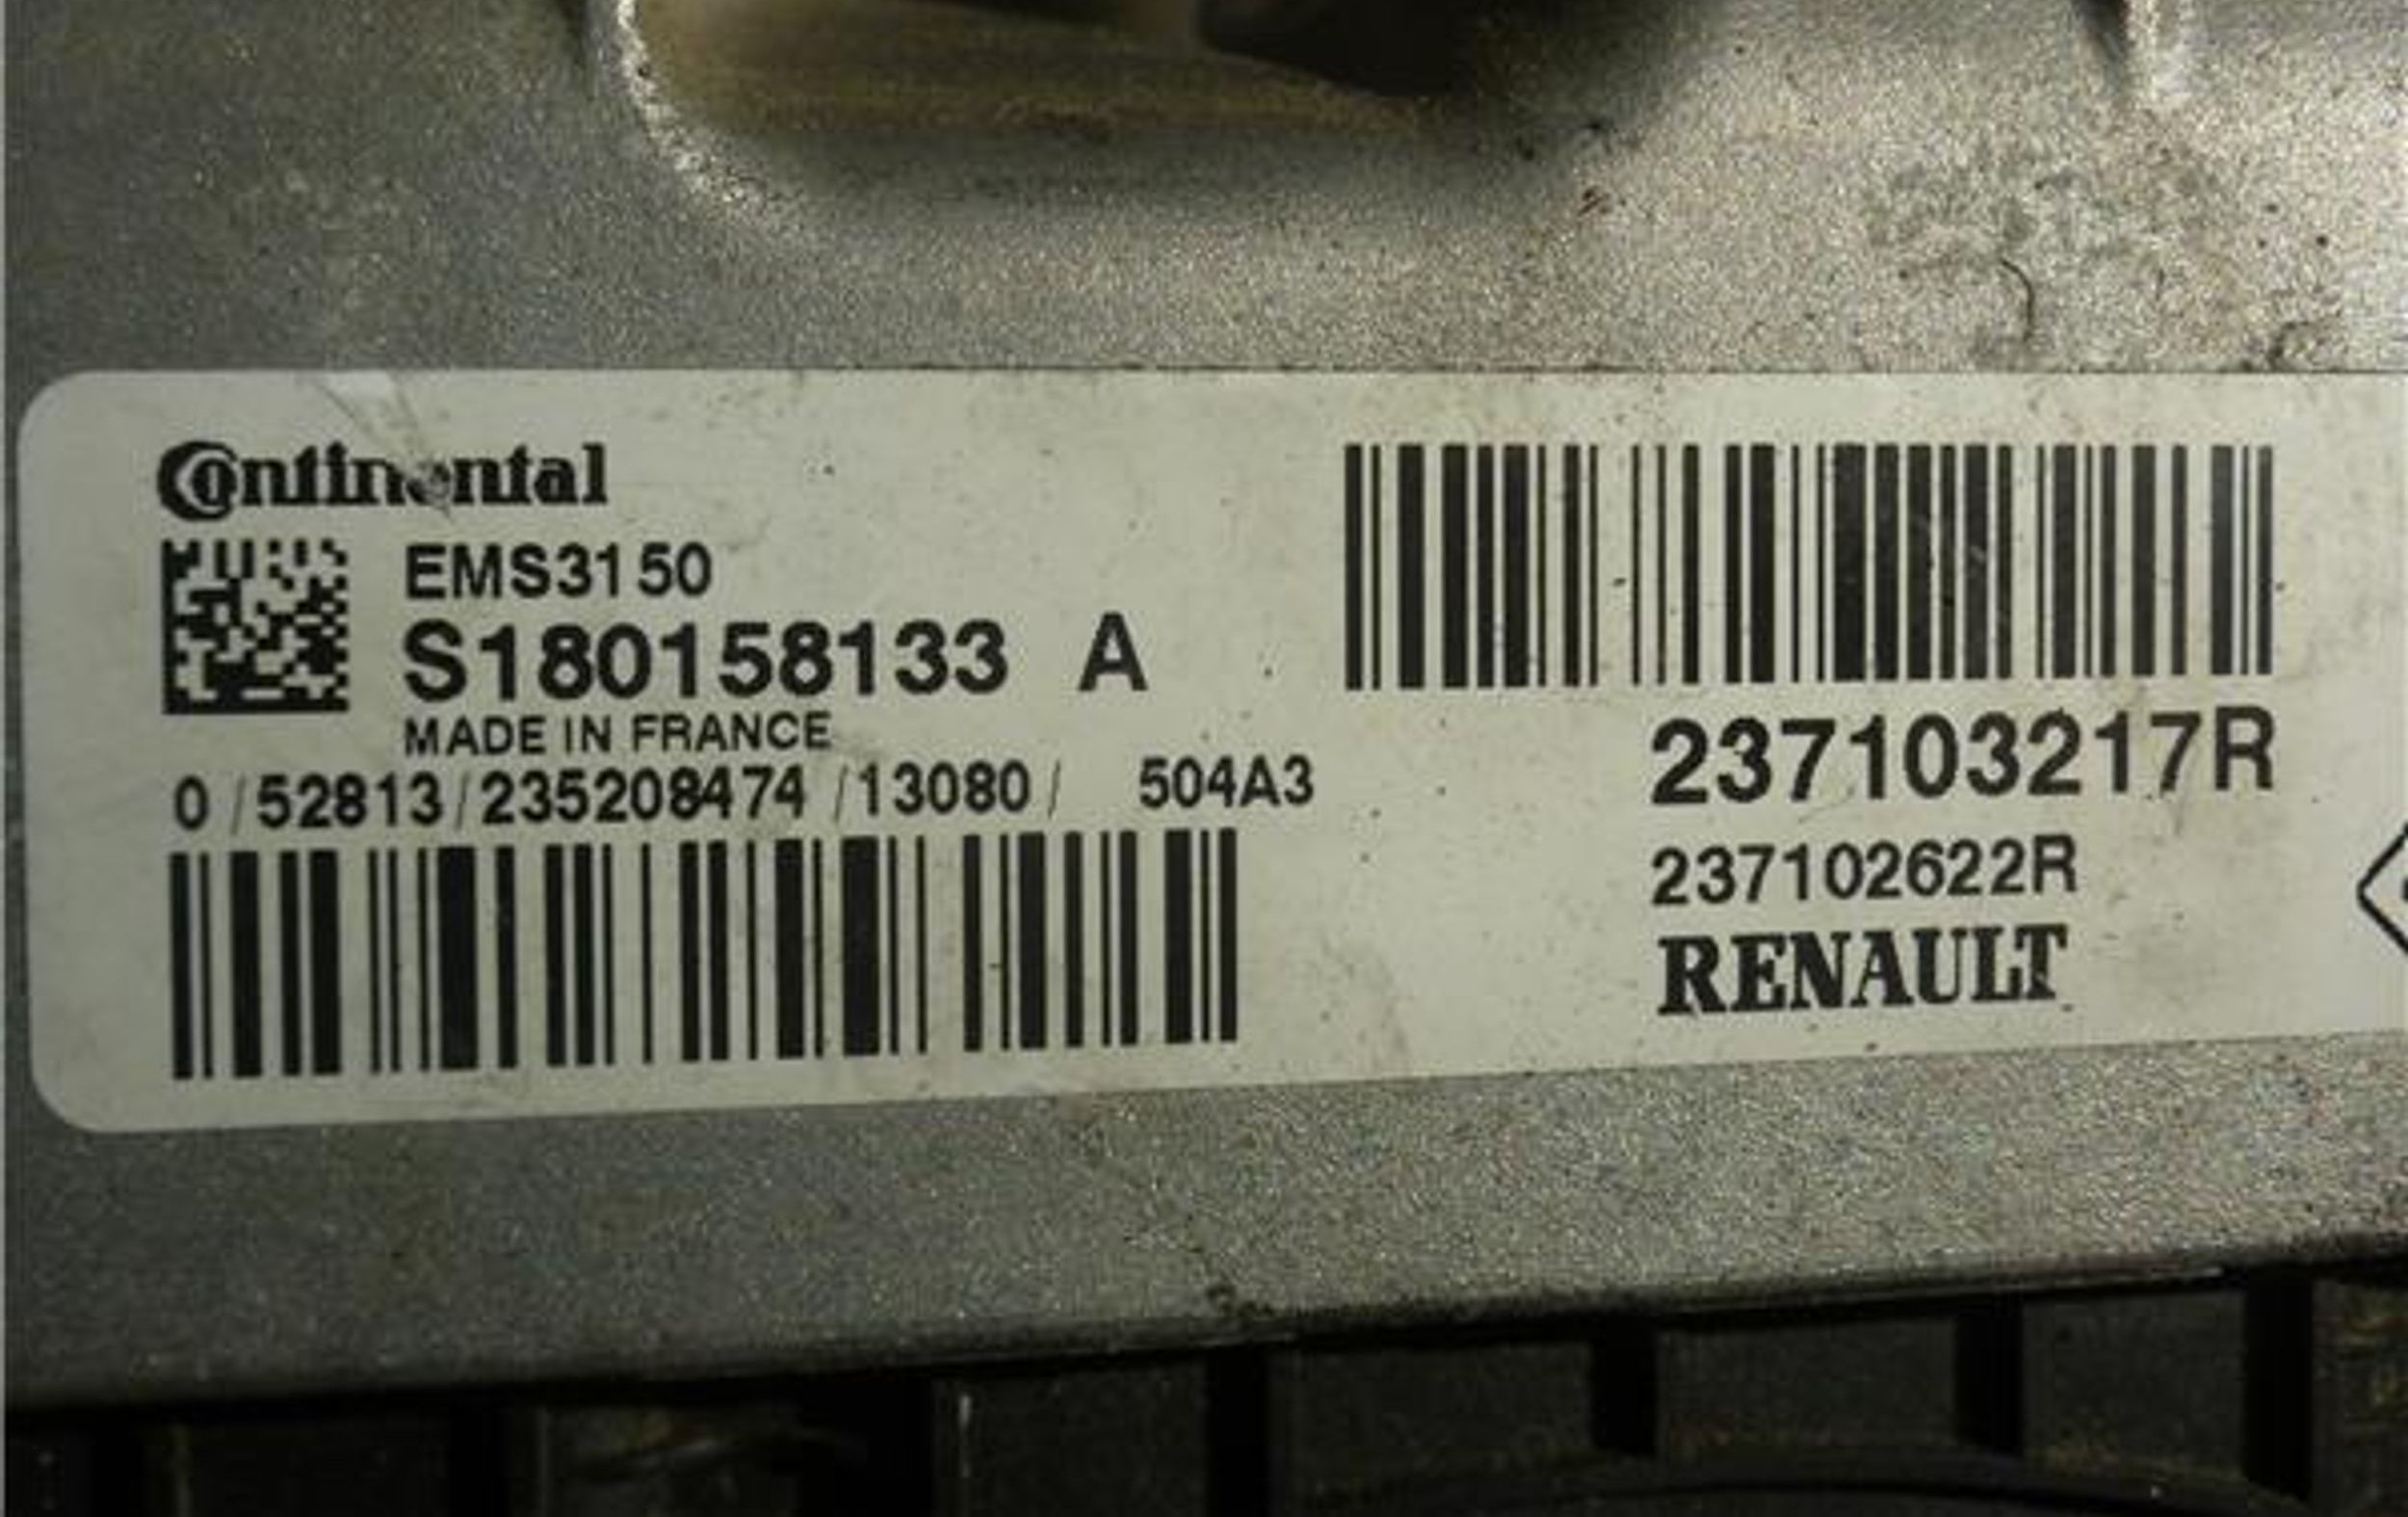 Continental
EMS3150
S180158133 A
MADE IN FRANCE
0/52813/235208474/13080/ 504A3
237103217R
237102622R
RENAULT